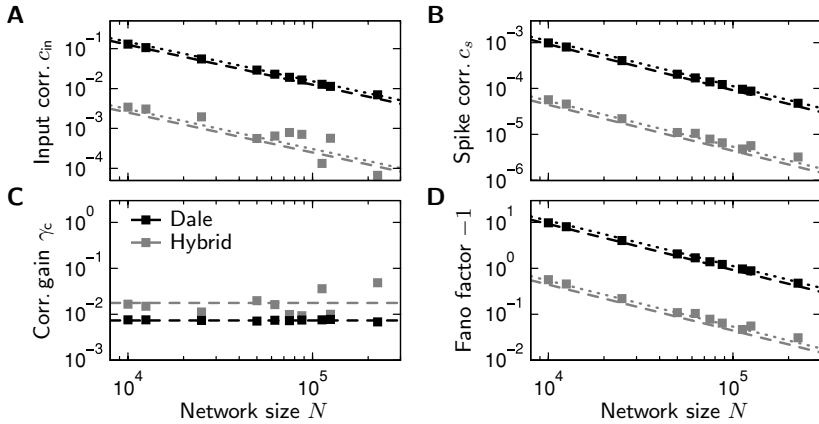 A
B
Input corr. c_in
10^-1
10^-2
10^-3
10^-4
Spike corr. c_s
10^-3
10^-4
10^-5
10^-6
C
D
Corr. gain γ_c
10^0
10^-1
10^-2
10^-3
Dale
Hybrid
Fano factor −1
10^1
10^0
10^-1
10^-2
10^4
10^5
10^4
10^5
Network size N
Network size N